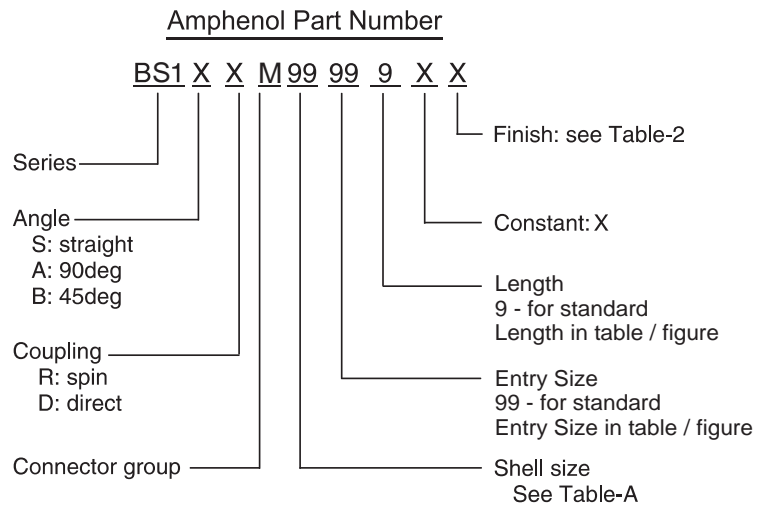 Amphenol Part Number
BS1 X X M 99 99 9 X X
Series
Angle
S: straight
A: 90deg
B: 45deg
Coupling
R: spin
D: direct
Connector group
Finish: see Table-2
Constant: X
Length
9 - for standard
Length in table / figure
Entry Size
99 - for standard
Entry Size in table / figure
Shell size
See Table-A